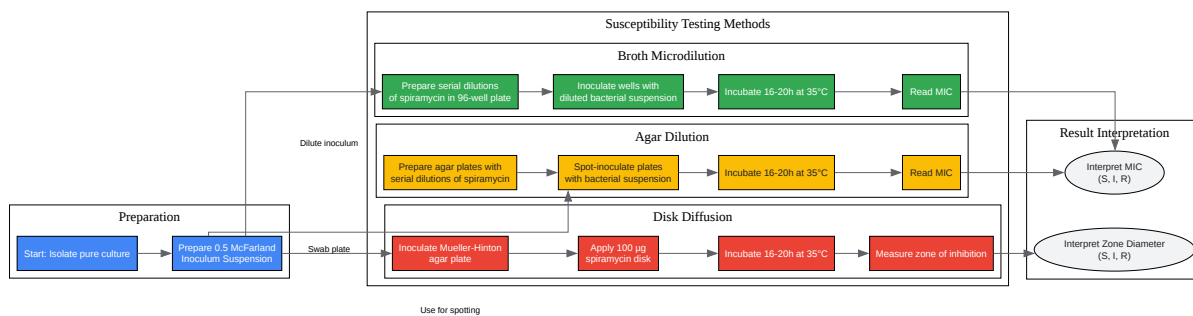 Susceptibility Testing Methods
Broth Microdilution
Prepare serial dilutions
of spiramycin in 96-well plate
Inoculate wells with
diluted bacterial suspension
Incubate 16-20h at 35°C
Read MIC
Dilute inoculum
Agar Dilution
Prepare agar plates with
serial dilutions of spiramycin
Spot-inoculate plates
with bacterial suspension
Incubate 16-20h at 35°C
Read MIC
Result Interpretation
Interpret MIC
(S, I, R)
Preparation
Start: Isolate pure culture
Prepare 0.5 McFarland
Inoculum Suspension
Swab plate
Disk Diffusion
Inoculate Mueller-Hinton
agar plate
Apply 100 µg
spiramycin disk
Incubate 16-20h at 35°C
Measure zone of inhibition
Interpret Zone Diameter
(S, I, R)
Use for spotting